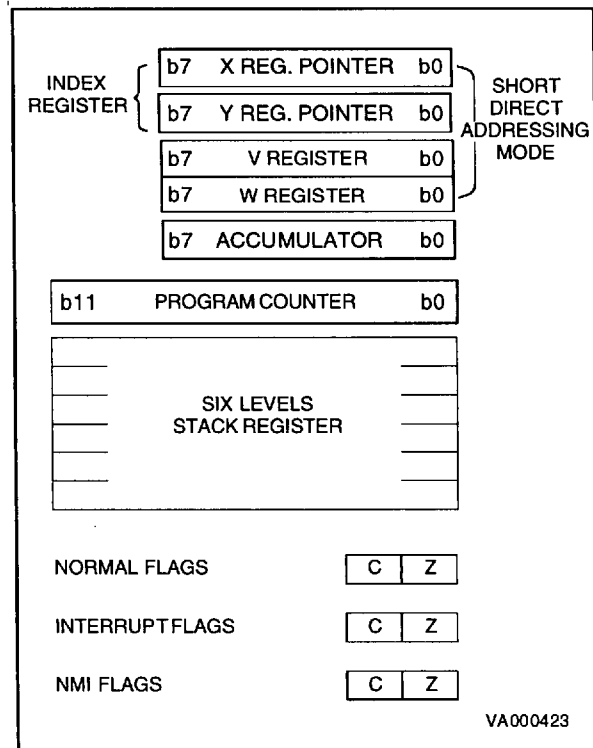 b7 X REG. POINTER b0
INDEX
REGISTER
b7 Y REG. POINTER b0
SHORT
DIRECT
ADDRESSING
MODE
b7 V REGISTER b0
b7 W REGISTER b0
b7 ACCUMULATOR b0
b11 PROGRAM COUNTER b0
SIX LEVELS
STACK REGISTER
NORMAL FLAGS C Z
INTERRUPT FLAGS C Z
NMI FLAGS C Z
VA000423